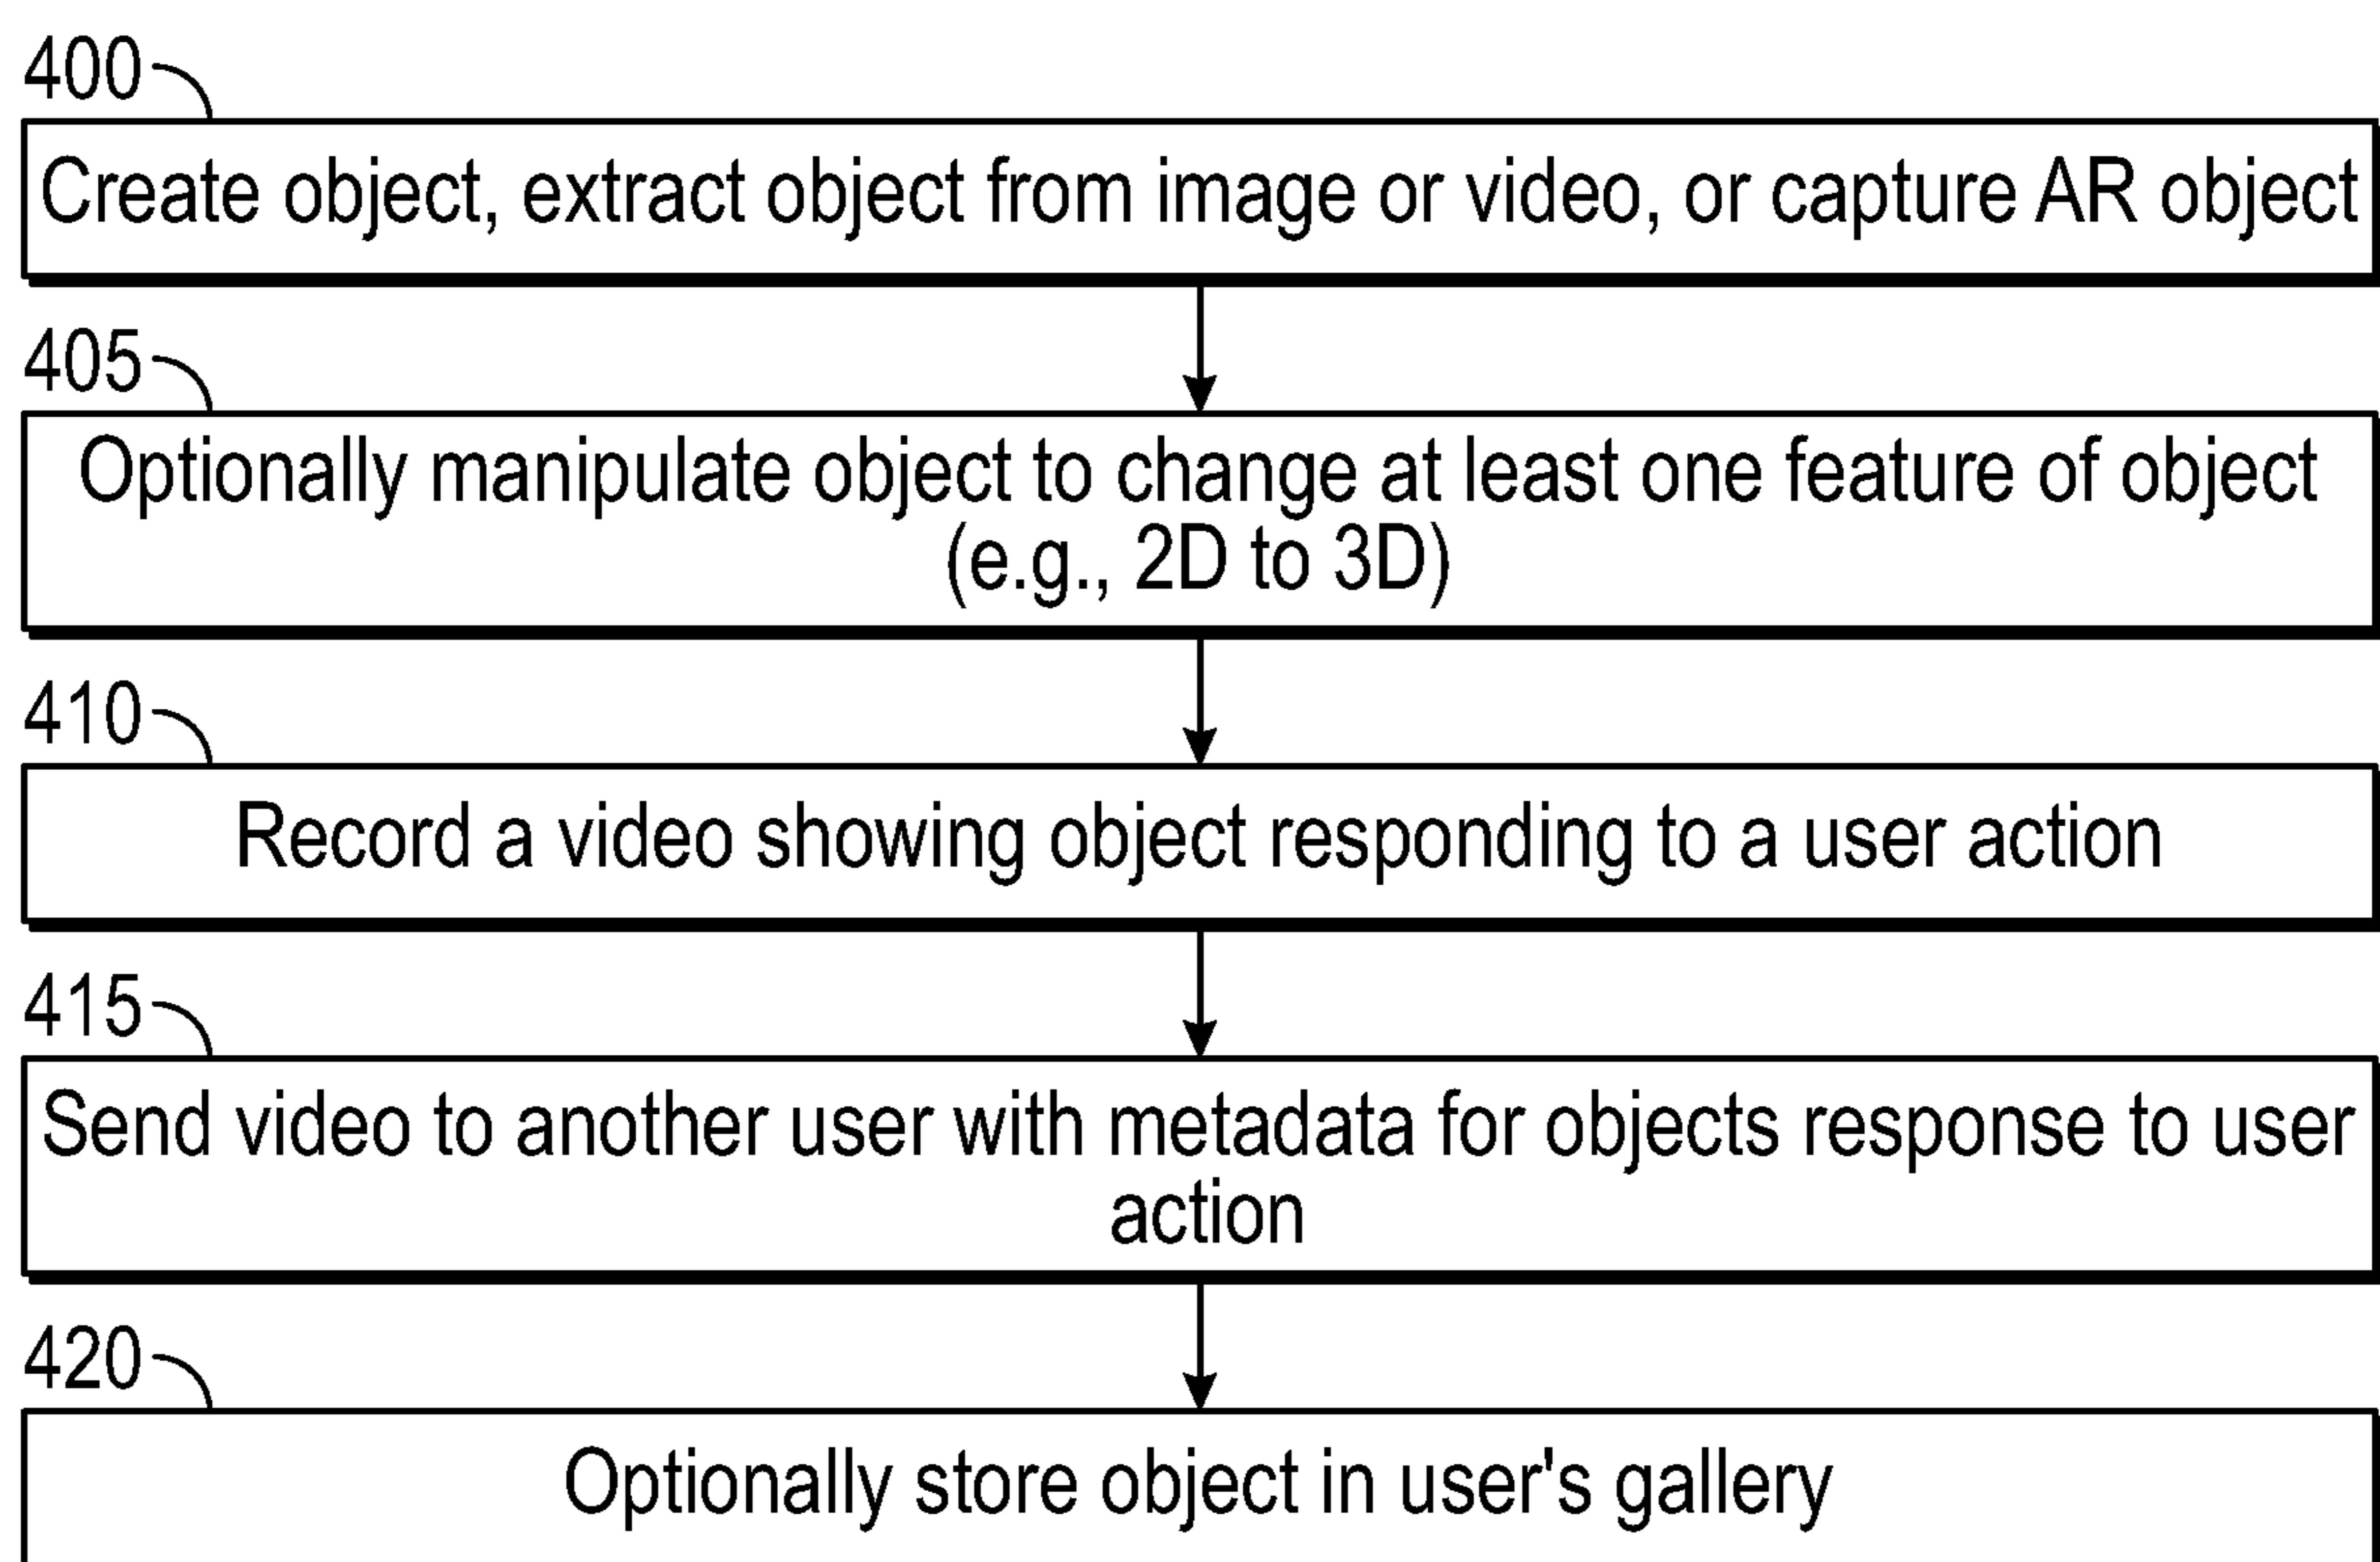 400
Create object, extract object from image or video, or capture AR object
405
Optionally manipulate object to change at least one feature of object
(e.g., 2D to 3D)
410
Record a video showing object responding to a user action
415
Send video to another user with metadata for objects response to user
action
420
Optionally store object in user's gallery